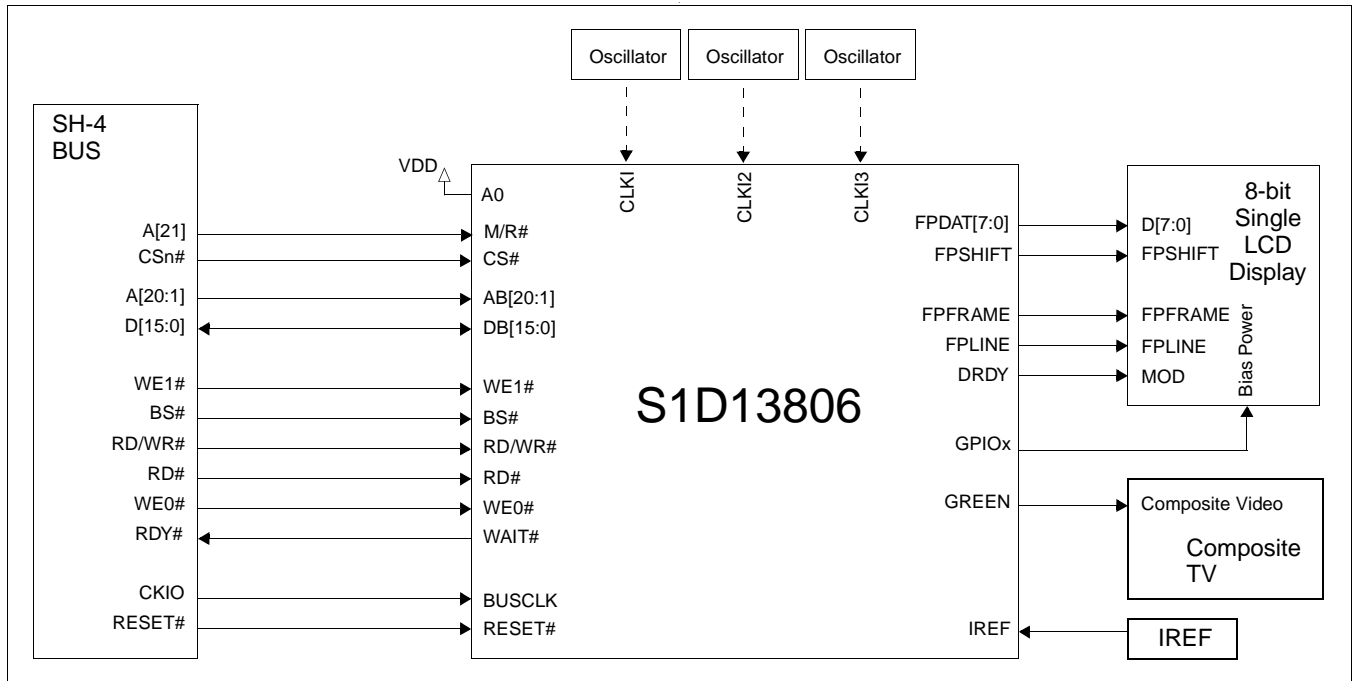 Oscillator
Oscillator
Oscillator
SH-4
BUS
A[21]
CSn#
A[20:1]
D[15:0]
WE1#
BS#
RD/WR#
RD#
WE0#
RDY#
CKIO
RESET#
VDD
A0
M/R#
CS#
AB[20:1]
DB[15:0]
WE1#
BS#
RD/WR#
RD#
WE0#
WAIT#
BUSCLK
RESET#
CLKI
CLKI2
CLKI3
S1D13806
FPDAT[7:0]
FPSHIFT
FPFRAME
FPLINE
DRDY
GPIOx
GREEN
IREF
8-bit
Single
LCD
Display
D[7:0]
FPSHIFT
FPFRAME
FPLINE
MOD
Bias Power
Composite Video
Composite
TV
IREF